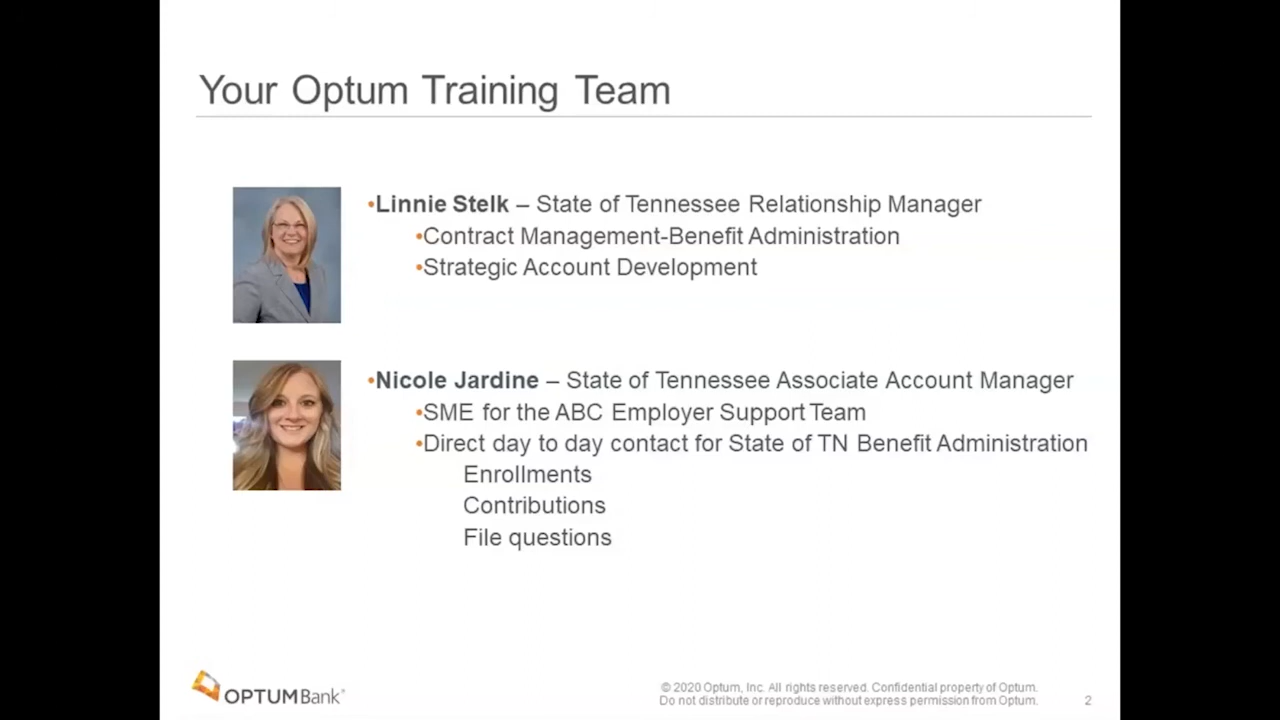 Your Optum Training Team
•Linnie Stelk – State of Tennessee Relationship Manager
•Contract Management-Benefit Administration
•Strategic Account Development
•Nicole Jardine – State of Tennessee Associate Account Manager
•SME for the ABC Employer Support Team
•Direct day to day contact for State of TN Benefit Administration
Enrollments
Contributions
File questions
OPTUMBank®
© 2020 Optum, Inc. All rights reserved. Confidential property of Optum.
Do not distribute or reproduce without express permission from Optum.
2